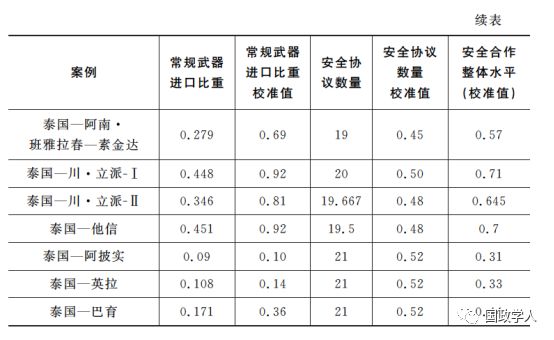 续表
案例 常规武器进口比重 常规武器进口比重校准值 安全协议数量 安全协议数量校准值 安全合作整体水平(校准值)
泰国—阿南·班雅拉春—素金达 0.279 0.69 19 0.45 0.57
泰国—川·立派-Ⅰ 0.448 0.92 20 0.50 0.71
泰国—川·立派-Ⅱ 0.346 0.81 19.667 0.48 0.645
泰国—他信 0.451 0.92 19.5 0.48 0.7
泰国—阿披实 0.09 0.10 21 0.52 0.31
泰国—英拉 0.108 0.14 21 0.52 0.33
泰国—巴育 0.171 0.36 21 0.52
国政学人